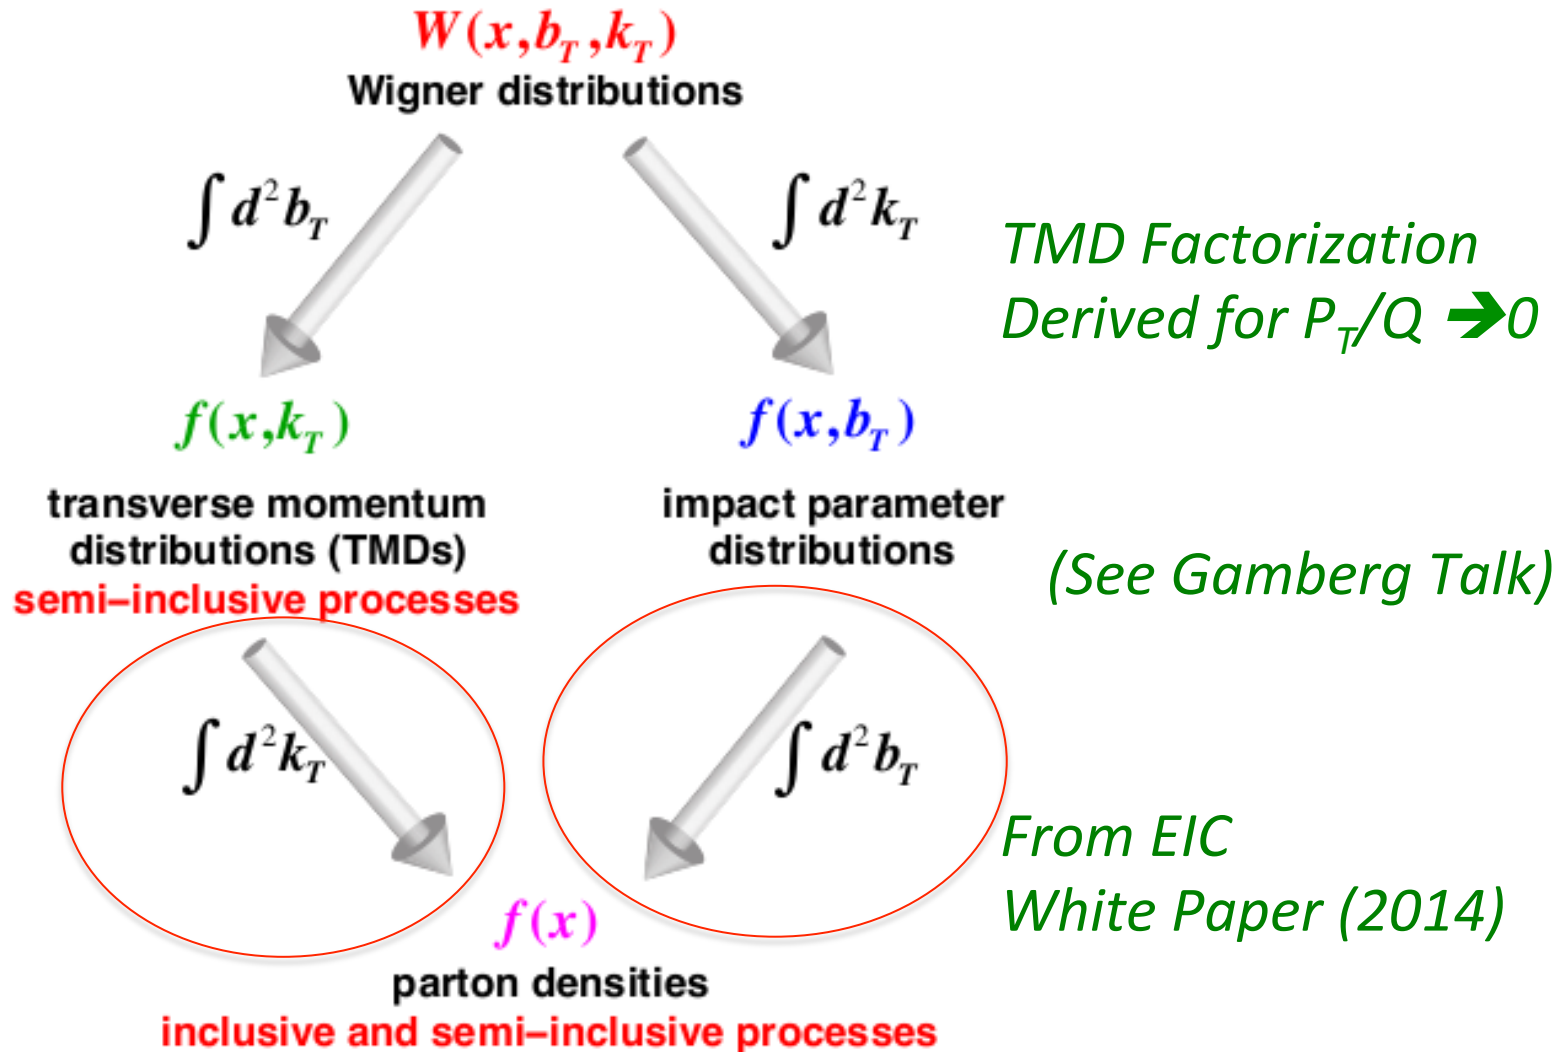 W(x,b_T,k_T)
Wigner distributions
∫ d²b_T
∫ d²k_T
TMD Factorization
Derived for P_T/Q ➔0
f(x,k_T)
f(x,b_T)
transverse momentum
distributions (TMDs)
semi–inclusive processes
impact parameter
distributions
(See Gamberg Talk)
∫ d²k_T
∫ d²b_T
From EIC
White Paper (2014)
f(x)
parton densities
inclusive and semi–inclusive processes